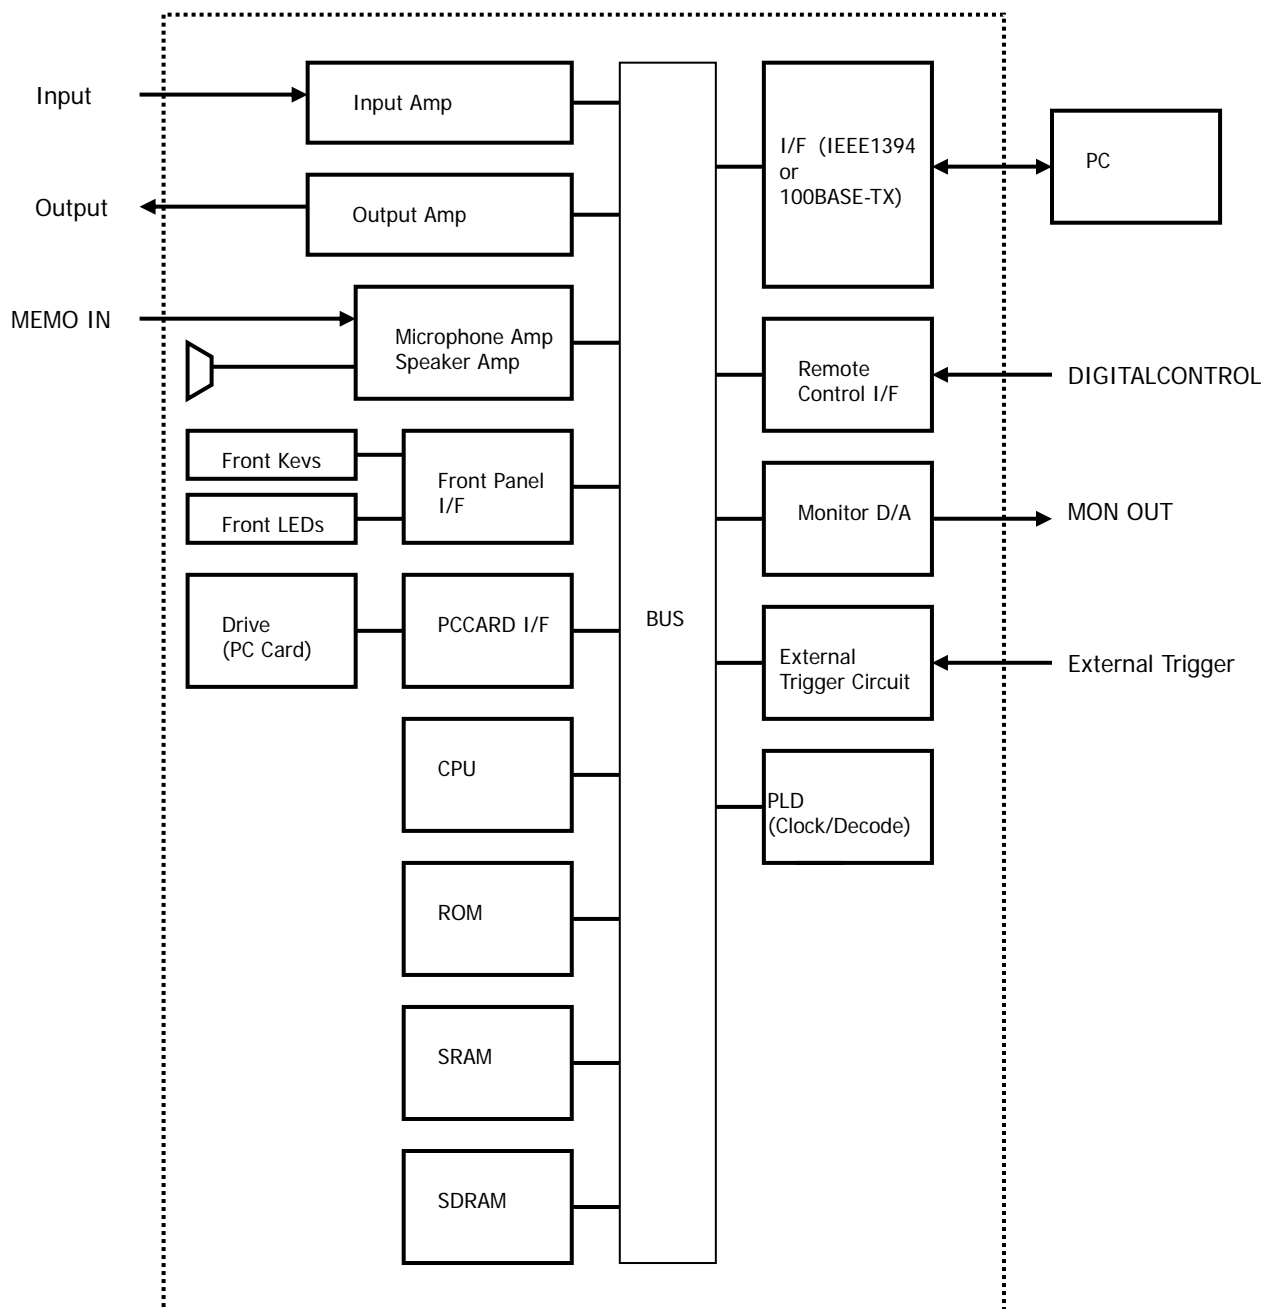 Input
Input Amp
Output
Output Amp
MEMO IN
Microphone Amp
Speaker Amp
Front Kevs
Front LEDs
Front Panel
I/F
Drive
(PC Card)
PCCARD I/F
CPU
ROM
SRAM
SDRAM
BUS
I/F (IEEE1394
or
100BASE-TX)
PC
Remote
Control I/F
DIGITALCONTROL
Monitor D/A
MON OUT
External
Trigger Circuit
External Trigger
PLD
(Clock/Decode)